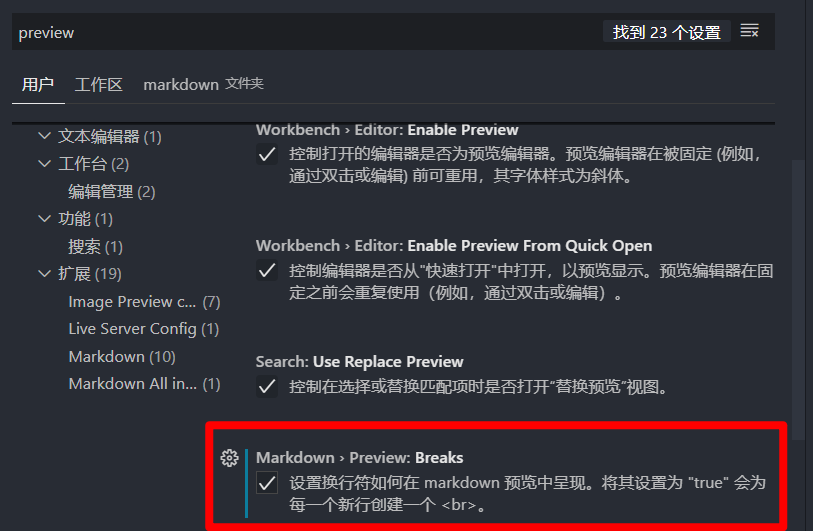 preview
找到 23 个设置
用户 工作区 markdown 文件夹
文本编辑器 (1)
工作台 (2)
编辑管理 (2)
功能 (1)
搜索 (1)
扩展 (19)
Image Preview c... (7)
Live Server Config (1)
Markdown (10)
Markdown All in... (1)
Workbench › Editor: Enable Preview
控制打开的编辑器是否为预览编辑器。预览编辑器在被固定 (例如，
通过双击或编辑) 前可重用，其字体样式为斜体。
Workbench › Editor: Enable Preview From Quick Open
控制编辑器是否从"快速打开"中打开，以预览显示。预览编辑器在固
定之前会重复使用（例如，通过双击或编辑）。
Search: Use Replace Preview
控制在选择或替换匹配项时是否打开“替换预览”视图。
Markdown › Preview: Breaks
设置换行符如何在 markdown 预览中呈现。将其设置为 "true" 会为
每一个新行创建一个 <br>。